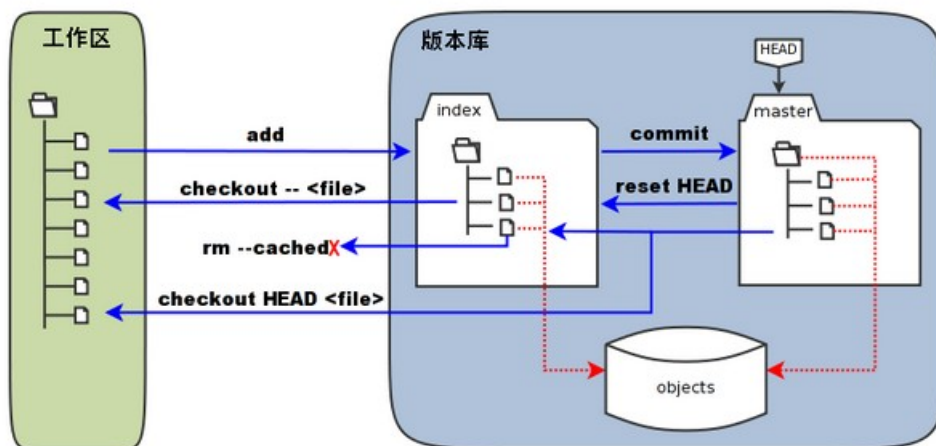 工作区
版本库
HEAD
index
master
add
commit
checkout -- <file>
reset HEAD
rm --cached
X
checkout HEAD <file>
objects